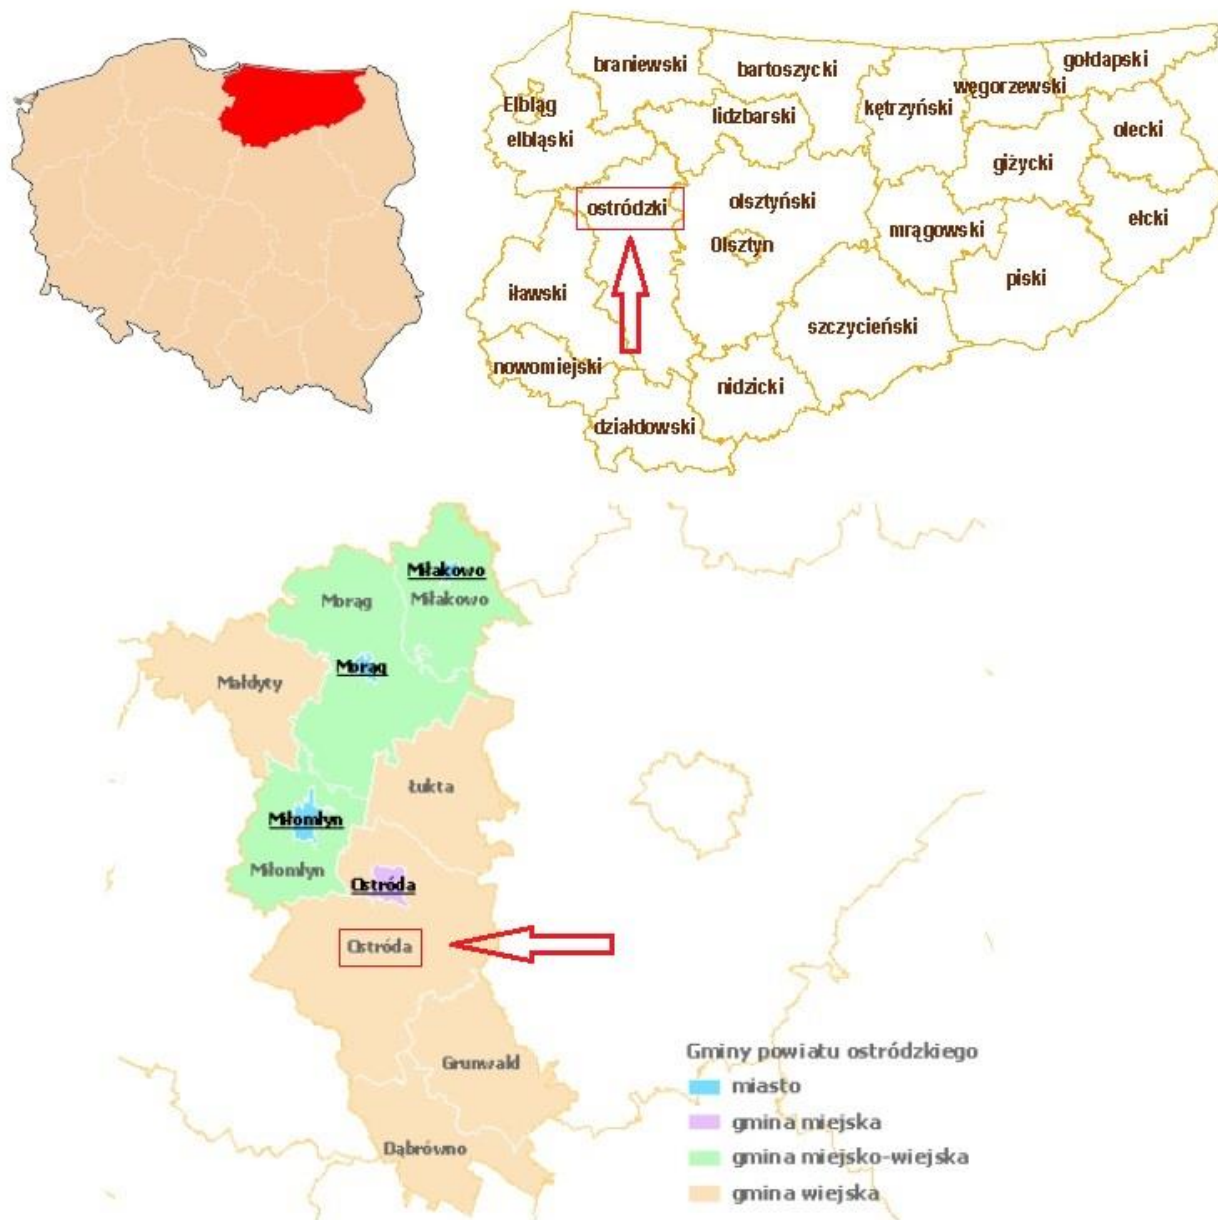 braniewski
bartoszycki
gołdapski
węgorzewski
Elbląg
lidzbarski
kętrzyński
olecki
elbląski
giżycki
ostródzki
olsztyński
ełcki
mrągowski
Olsztyn
piski
iławski
szczycieński
nowomiejski
nidzicki
działdowski
Miłakowo
Morąg
Miłakowo
Morąg
Małdyty
Łukta
Miłomłyn
Miłomłyn
Ostróda
Ostróda
Grunwald
Dąbrówno
Gminy powiatu ostródzkiego
miasto
gmina miejska
gmina miejsko-wiejska
gmina wiejska